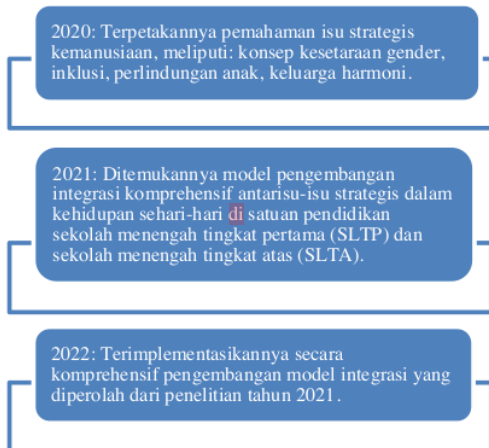 2020: Terpetakannya pemahaman isu strategis
kemanusiaan, meliputi: konsep kesetaraan gender,
inklusi, perlindungan anak, keluarga harmoni.
2021: Ditemukannya model pengembangan
integrasi komprehensif antarisu-isu strategis dalam
kehidupan sehari-hari di satuan pendidikan
sekolah menengah tingkat pertama (SLTP) dan
sekolah menengah tingkat atas (SLTA).
2022: Terimplementasikannya secara
komprehensif pengembangan model integrasi yang
diperolah dari penelitian tahun 2021.